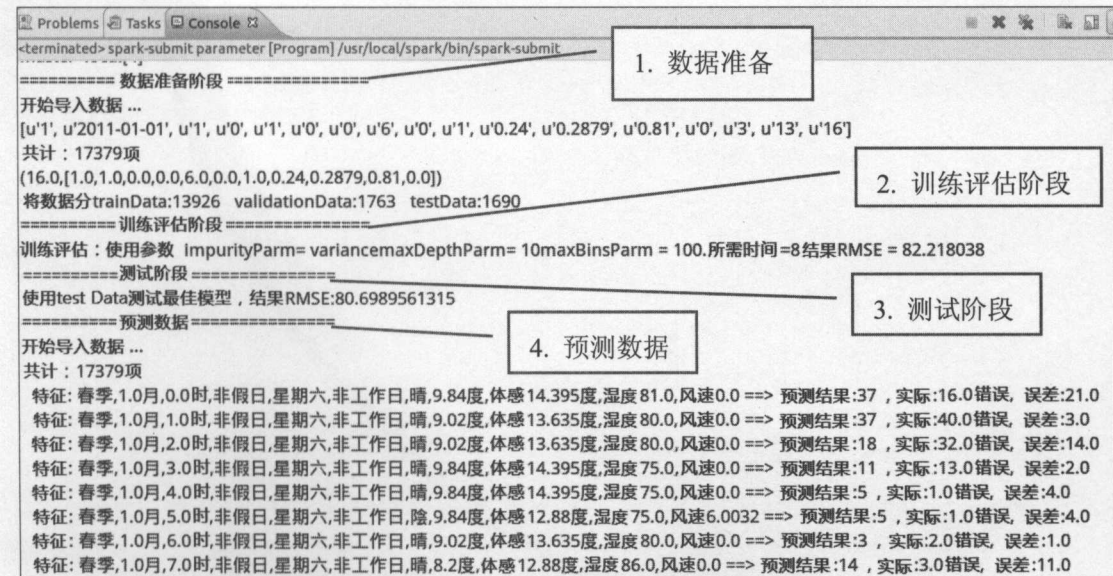 Problems Tasks Console
<terminated> spark-submit parameter [Program] /usr/local/spark/bin/spark-submit
1. 数据准备
========== 数据准备阶段 ===============
开始导入数据 ...
[u'1', u'2011-01-01', u'1', u'0', u'1', u'0', u'0', u'6', u'0', u'1', u'0.24', u'0.2879', u'0.81', u'0', u'3', u'13', u'16']
共计：17379项
(16.0,[1.0,1.0,0.0,0.0,6.0,0.0,1.0,0.24,0.2879,0.81,0.0])
2. 训练评估阶段
将数据分trainData:13926 validationData:1763 testData:1690
========== 训练评估阶段 ===============
训练评估：使用参数 impurityParm= variancemaxDepthParm= 10maxBinsParm = 100.所需时间=8结果RMSE = 82.218038
==========测试阶段 ===============
使用test Data测试最佳模型，结果RMSE:80.6989561315
3. 测试阶段
========== 预测数据 ===============
4. 预测数据
开始导入数据 ...
共计：17379项
特征: 春季,1.0月,0.0时,非假日,星期六,非工作日,晴,9.84度,体感14.395度,湿度81.0,风速0.0 ==> 预测结果:37 , 实际:16.0错误, 误差:21.0
特征: 春季,1.0月,1.0时,非假日,星期六,非工作日,晴,9.02度,体感13.635度,湿度80.0,风速0.0 ==> 预测结果:37 , 实际:40.0错误, 误差:3.0
特征: 春季,1.0月,2.0时,非假日,星期六,非工作日,晴,9.02度,体感13.635度,湿度80.0,风速0.0 ==> 预测结果:18 , 实际:32.0错误, 误差:14.0
特征: 春季,1.0月,3.0时,非假日,星期六,非工作日,晴,9.84度,体感14.395度,湿度75.0,风速0.0 ==> 预测结果:11 , 实际:13.0错误, 误差:2.0
特征: 春季,1.0月,4.0时,非假日,星期六,非工作日,晴,9.84度,体感14.395度,湿度75.0,风速0.0 ==> 预测结果:5 , 实际:1.0错误, 误差:4.0
特征: 春季,1.0月,5.0时,非假日,星期六,非工作日,陰,9.84度,体感12.88度,湿度75.0,风速6.0032 ==> 预测结果:5 , 实际:1.0错误, 误差:4.0
特征: 春季,1.0月,6.0时,非假日,星期六,非工作日,晴,9.02度,体感13.635度,湿度80.0,风速0.0 ==> 预测结果:3 , 实际:2.0错误, 误差:1.0
特征: 春季,1.0月,7.0时,非假日,星期六,非工作日,晴,8.2度,体感12.88度,湿度86.0,风速0.0 ==> 预测结果:14 , 实际:3.0错误, 误差:11.0